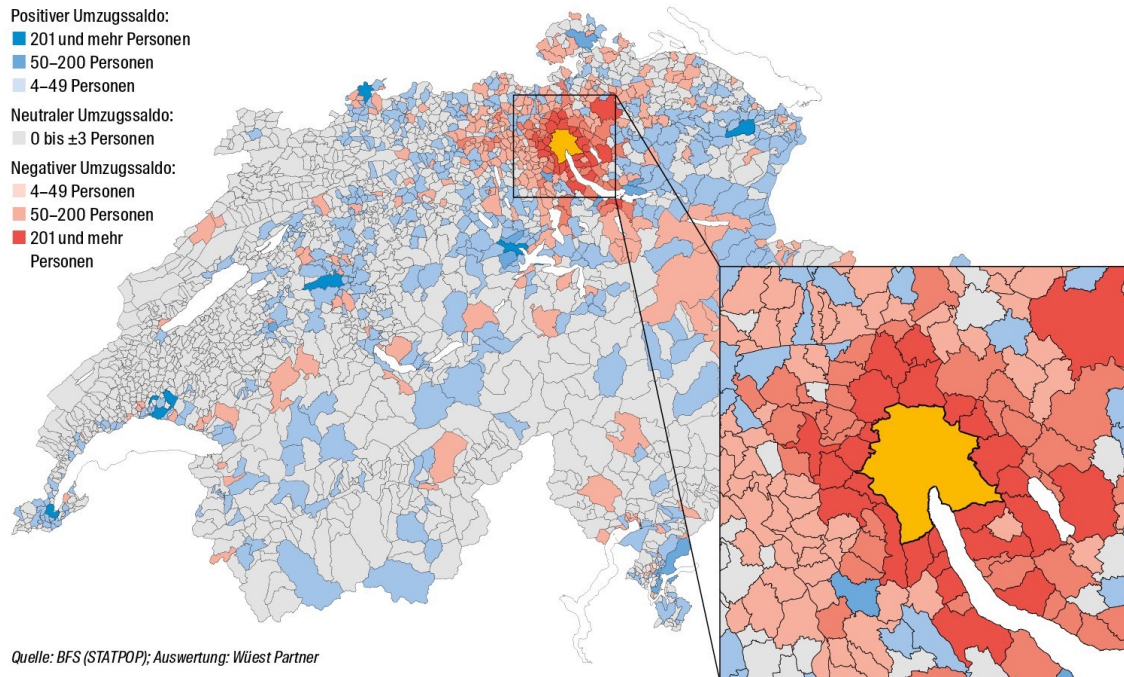 Positiver Umzugssaldo:
201 und mehr Personen
50–200 Personen
4–49 Personen
Neutraler Umzugssaldo:
0 bis ±3 Personen
Negativer Umzugssaldo:
4–49 Personen
50–200 Personen
201 und mehr
Personen
Quelle: BFS (STATPOP); Auswertung: Wüest Partner